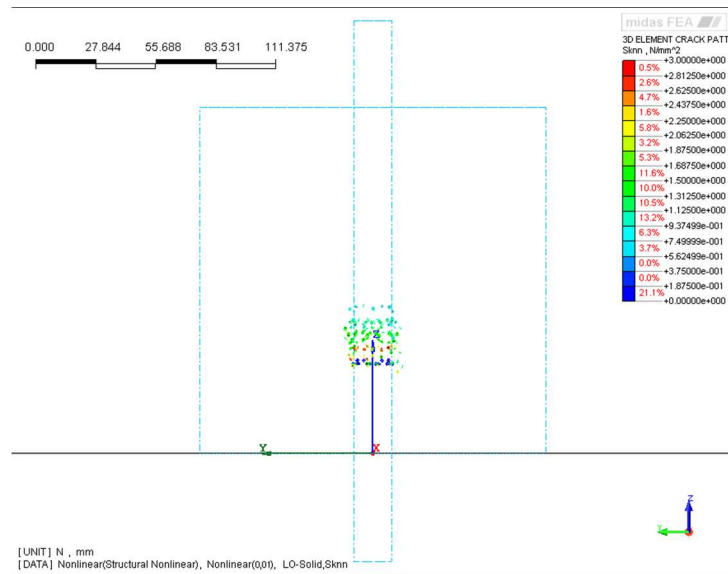 midas FEA
3D ELEMENT CRACK PATT
Sknn , N/mm^2
0.000 27.844 55.688 83.531 111.375
+3.00000e+000
0.5%
+2.81250e+000
2.6%
+2.62500e+000
4.7%
+2.43750e+000
1.6%
+2.25000e+000
5.8%
+2.06250e+000
3.2%
+1.87500e+000
5.3%
+1.68750e+000
11.6%
+1.50000e+000
10.0%
+1.31250e+000
10.5%
+1.12500e+000
13.2%
+9.37499e-001
6.3%
+7.49999e-001
3.7%
+5.62499e-001
0.0%
+3.75000e-001
0.0%
+1.87500e-001
21.1%
+0.00000e+000
Z
Y X
Z
Y
[UNIT] N , mm
[DATA] Nonlinear(Structural Nonlinear), Nonlinear(0,01), LO-Solid,Sknn